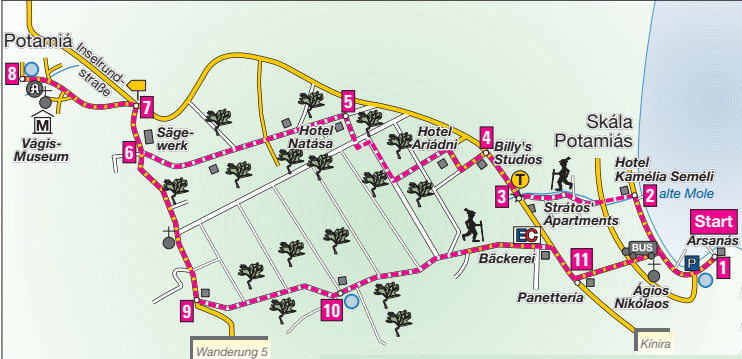 Potamiá
Inselrund-
straße
8
7
M
Vágis-
Museum
Säge-
werk
6
Hotel
Natása
5
Hotel
Ariádni
4
Billy's
Studios
T
3
Strátos'
Apartments
Skála
Potamiás
Hotel
Kamélia Seméli
2
alte Mole
Start
Arsanás
1
P
BUS
Ágios
Nikólaos
11
EC
Bäckerei
Panettería
10
9
Wanderung 5
Kínira